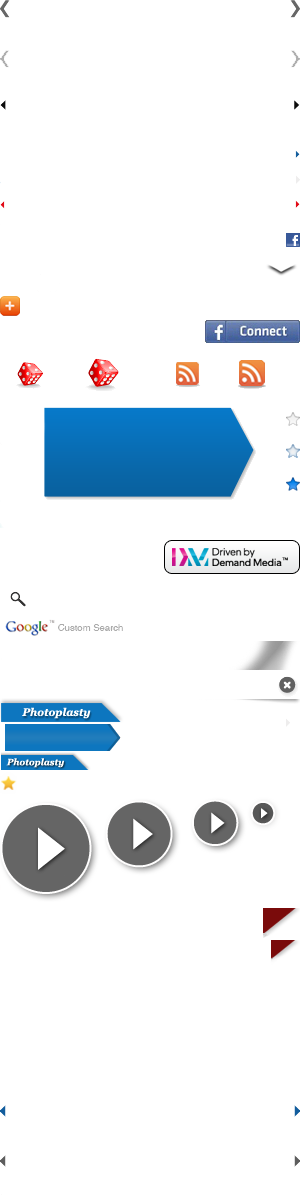 f
f Connect
Driven by
Demand Media™
Google™ Custom Search
Photoplasty
Photoplasty